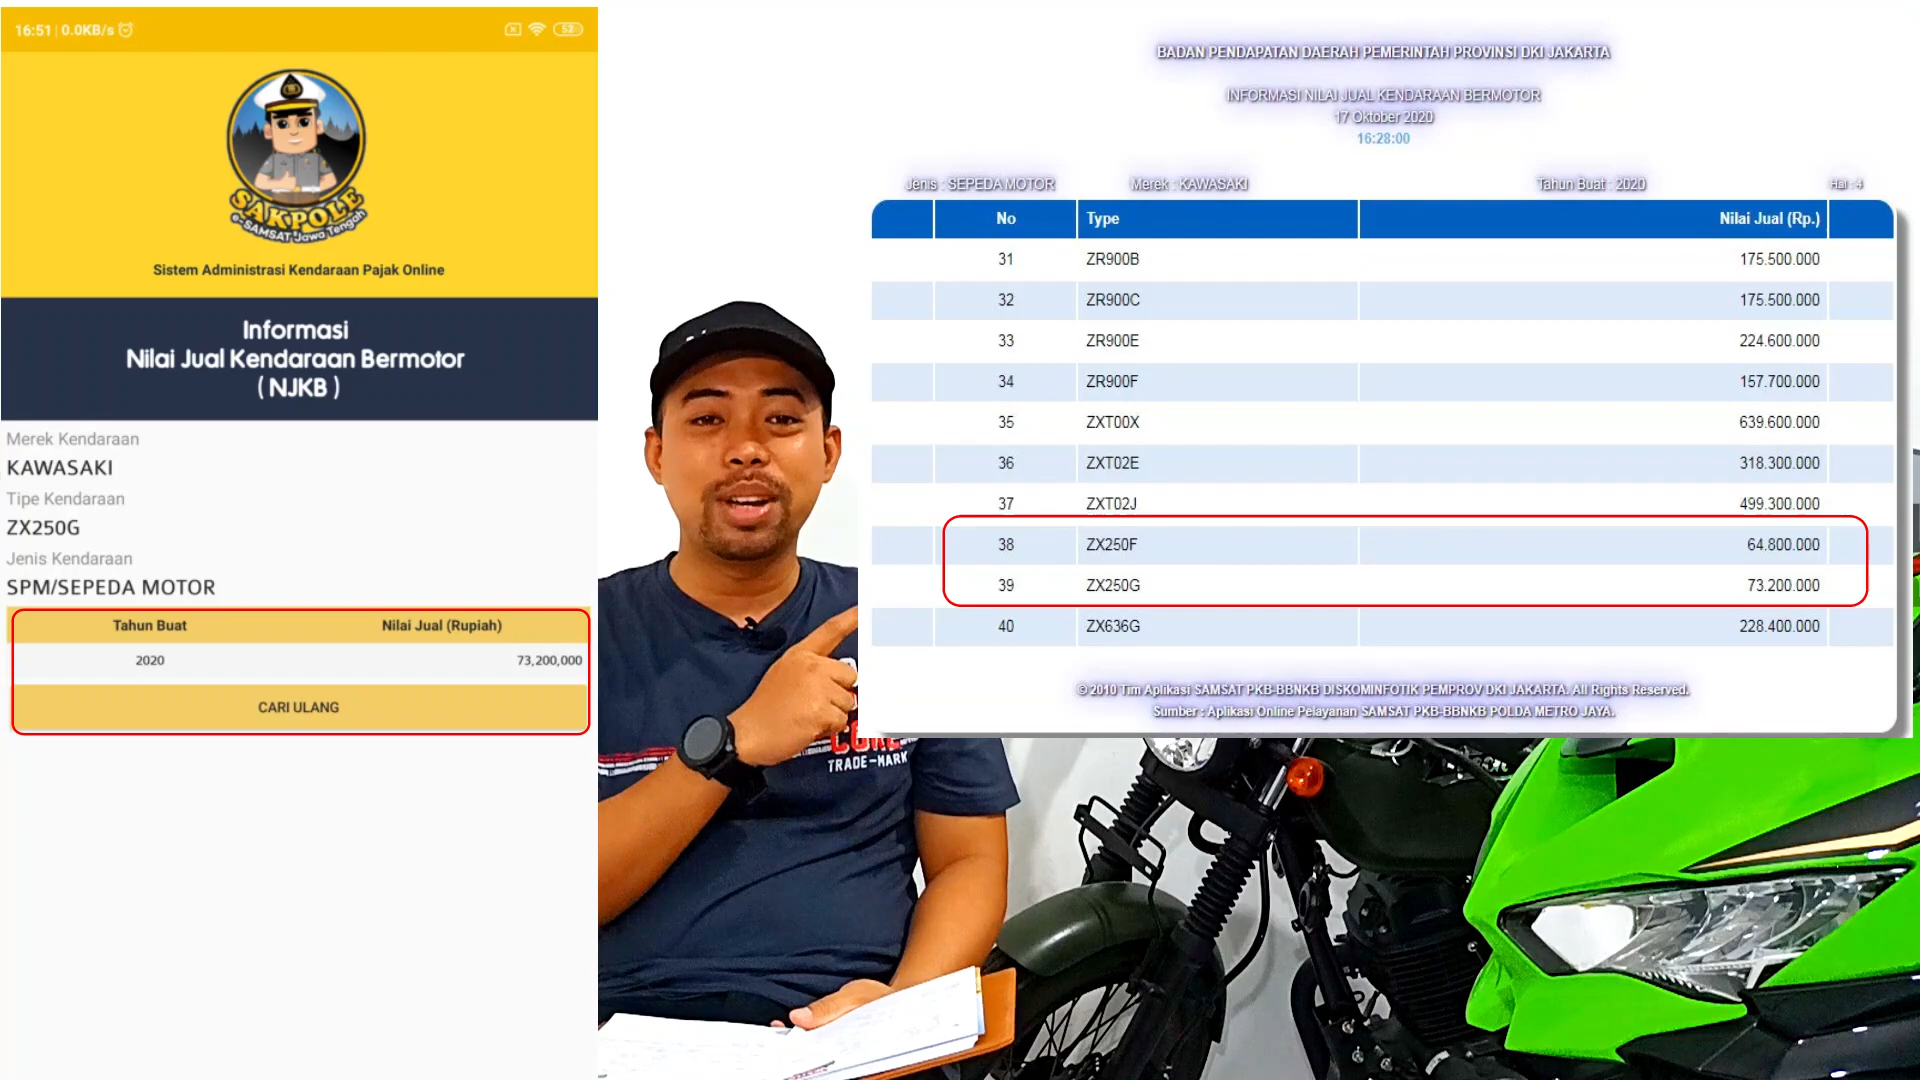 16:51 | 0.0KB/s
52
SAKPOLE
e-SAMSAT Jawa Tengah
Sistem Administrasi Kendaraan Pajak Online
Informasi
Nilai Jual Kendaraan Bermotor
( NJKB )
Merek Kendaraan
KAWASAKI
Tipe Kendaraan
ZX250G
Jenis Kendaraan
SPM/SEPEDA MOTOR
Tahun Buat Nilai Jual (Rupiah)
2020 73,200,000
CARI ULANG
BADAN PENDAPATAN DAERAH PEMERINTAH PROVINSI DKI JAKARTA
INFORMASI NILAI JUAL KENDARAAN BERMOTOR
17 Oktober 2020
16:28:00
Jenis : SEPEDA MOTOR Merek : KAWASAKI Tahun Buat : 2020 Hal : 4
No Type Nilai Jual (Rp.)
31 ZR900B 175.500.000
32 ZR900C 175.500.000
33 ZR900E 224.600.000
34 ZR900F 157.700.000
35 ZXT00X 639.600.000
36 ZXT02E 318.300.000
37 ZXT02J 499.300.000
38 ZX250F 64.800.000
39 ZX250G 73.200.000
40 ZX636G 228.400.000
© 2010 Tim Aplikasi SAMSAT PKB-BBNKB DISKOMINFOTIK PEMPROV DKI JAKARTA. All Rights Reserved.
Sumber : Aplikasi Online Pelayanan SAMSAT PKB-BBNKB POLDA METRO JAYA.
TRADE-MARK